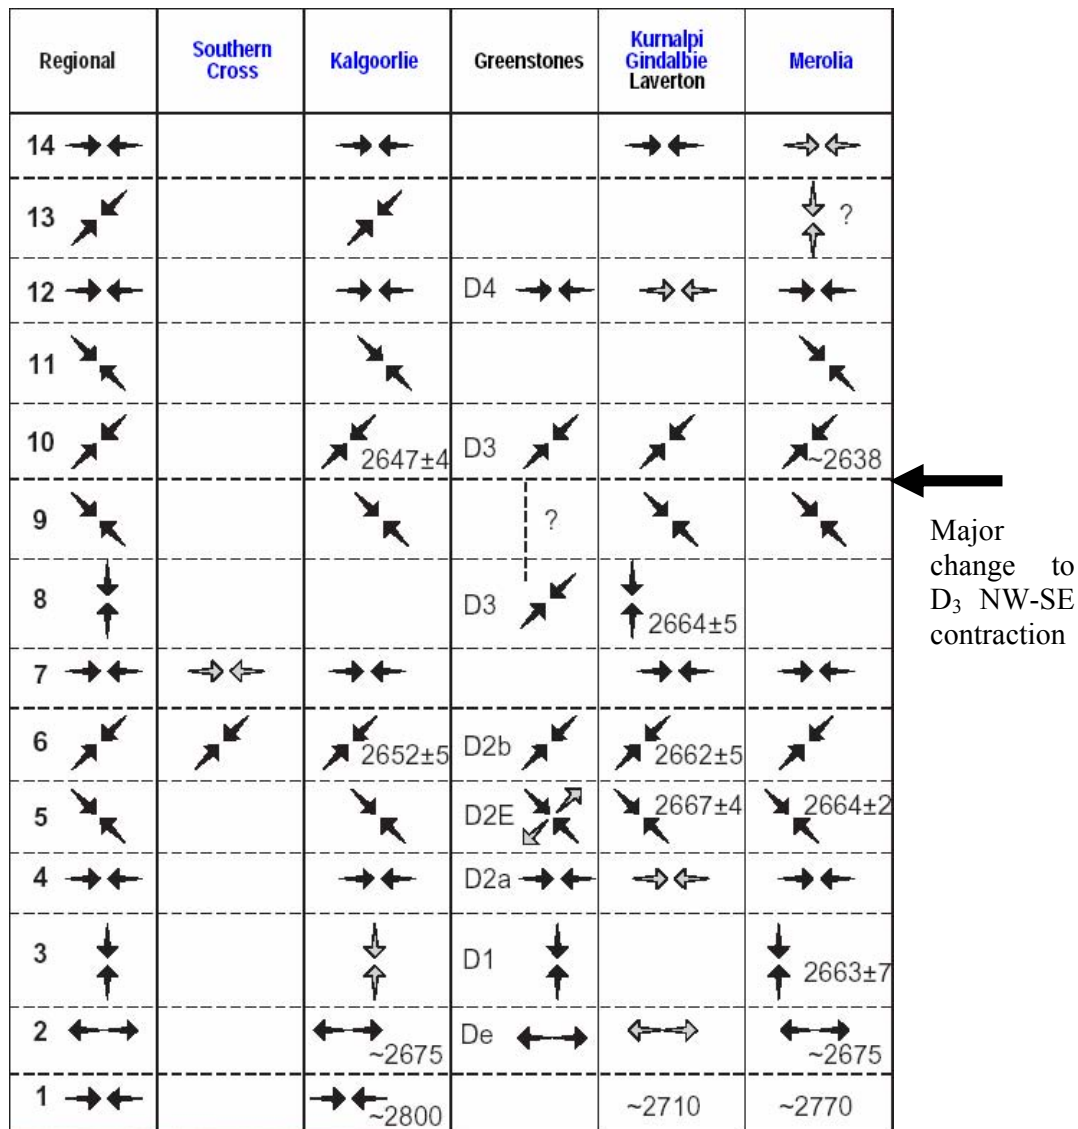 Regional Southern Cross Kalgoorlie Greenstones Kurnalpi Gindalbie Laverton Merolia
14
13 ?
12 D4
11
10 2647±4 D3 ~2638
9 ?
8 D3 2664±5
7
6 2652±5 D2b 2662±5
5 D2E 2667±4 2664±2
4 D2a
3 D1 2663±7
2 ~2675 De ~2675
1 ~2800 ~2710 ~2770
Major
change to
D₃ NW-SE
contraction